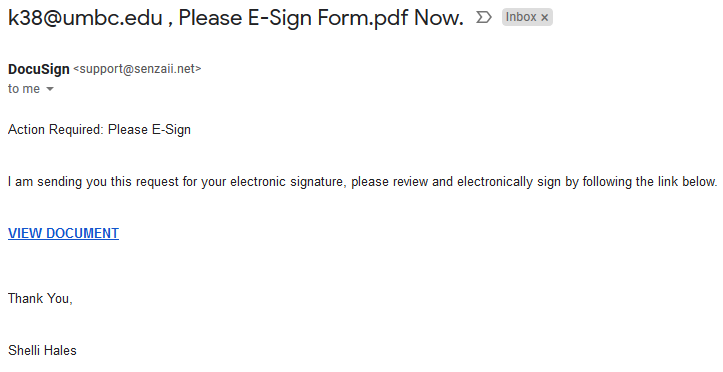 k38@umbc.edu , Please E-Sign Form.pdf Now. Inbox x
DocuSign <support@senzaii.net>
to me
Action Required: Please E-Sign
I am sending you this request for your electronic signature, please review and electronically sign by following the link below.
VIEW DOCUMENT
Thank You,
Shelli Hales